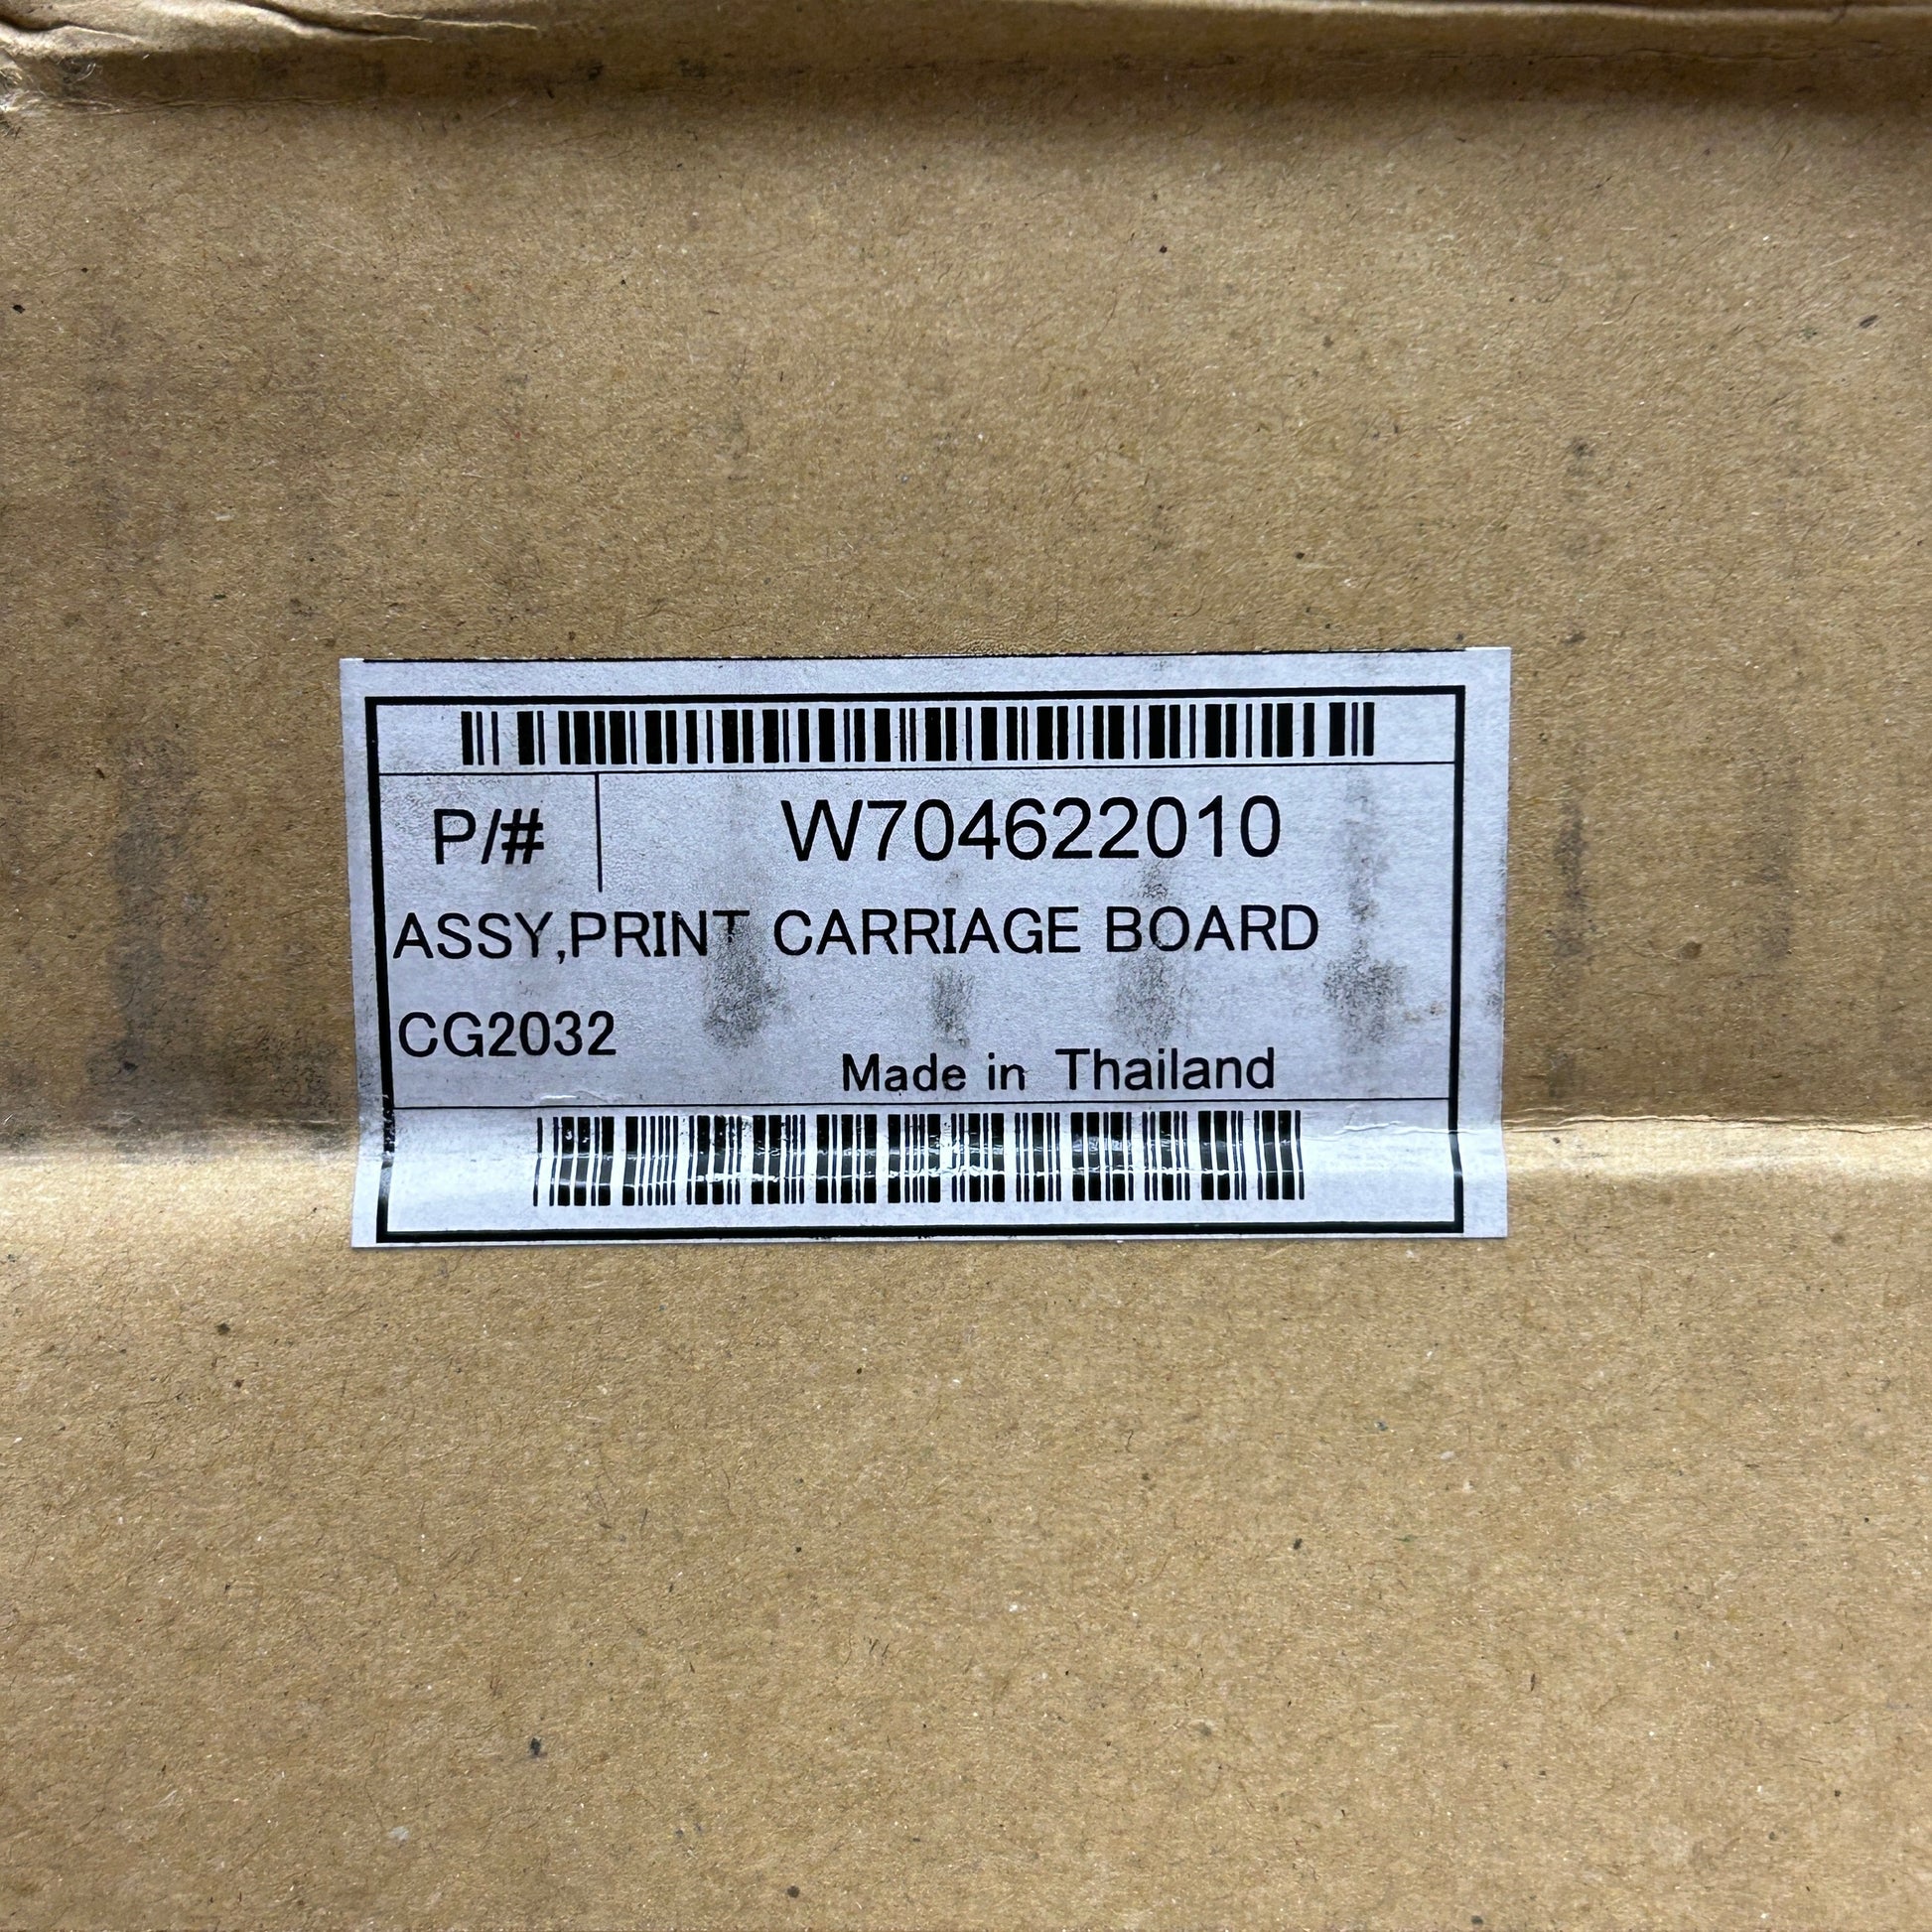 P/# W704622010
ASSY,PRINT CARRIAGE BOARD
CG2032
Made in Thailand